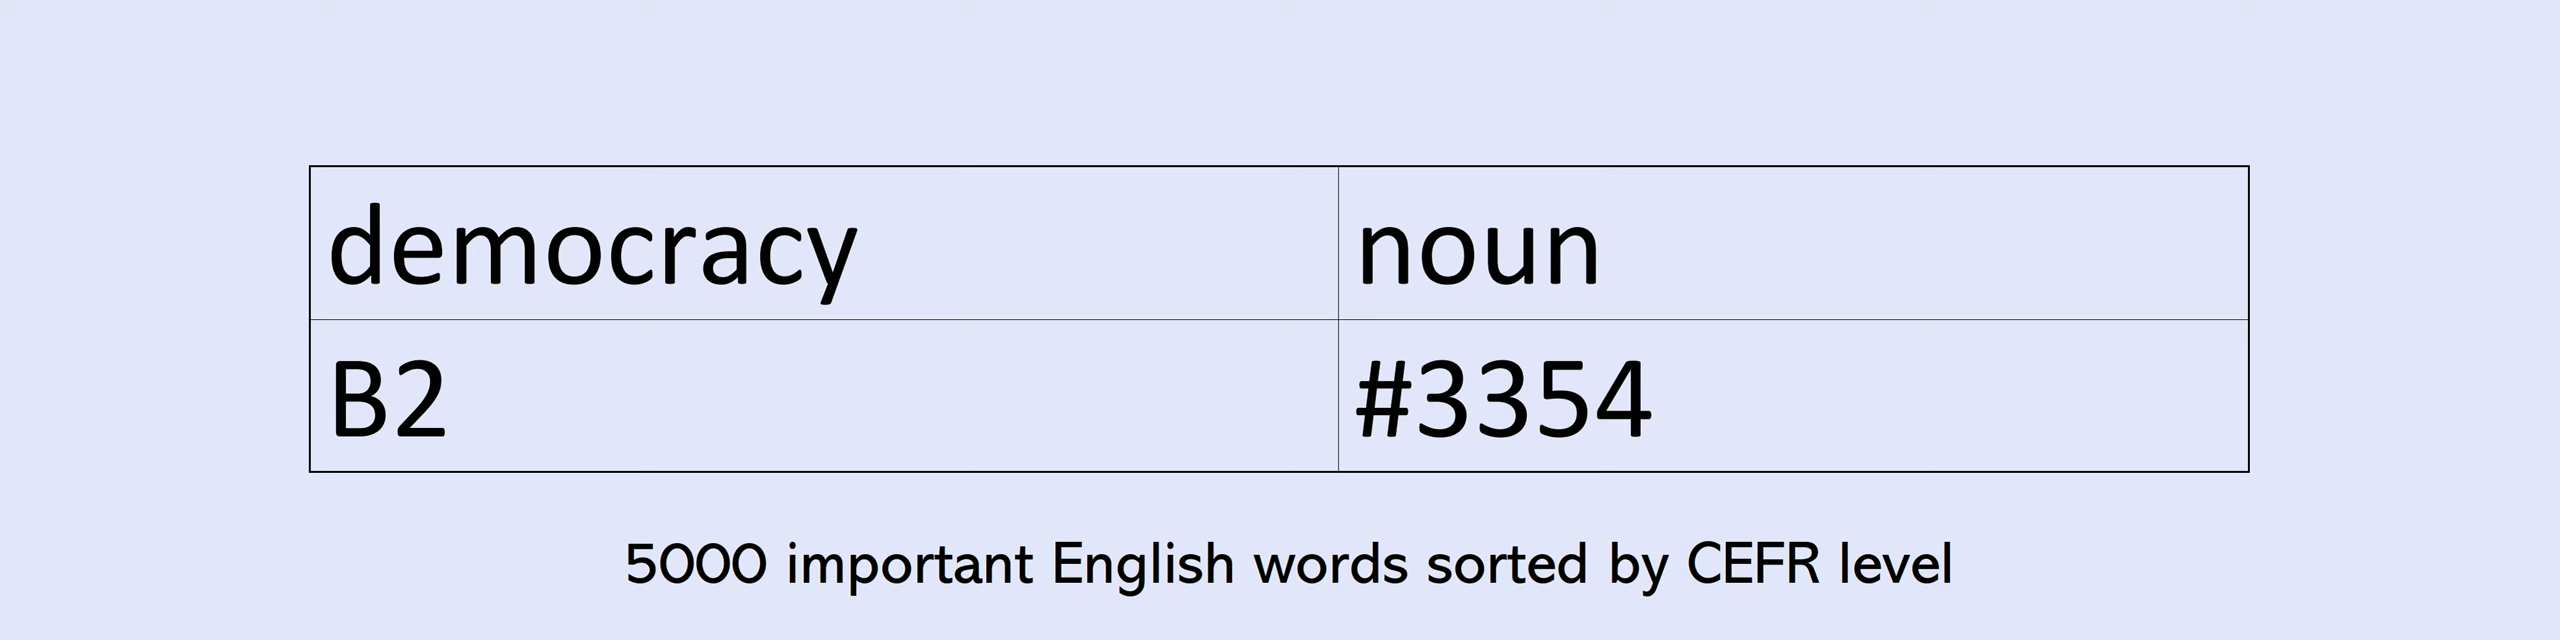 democracy noun
B2 #3354
5000 important English words sorted by CEFR level